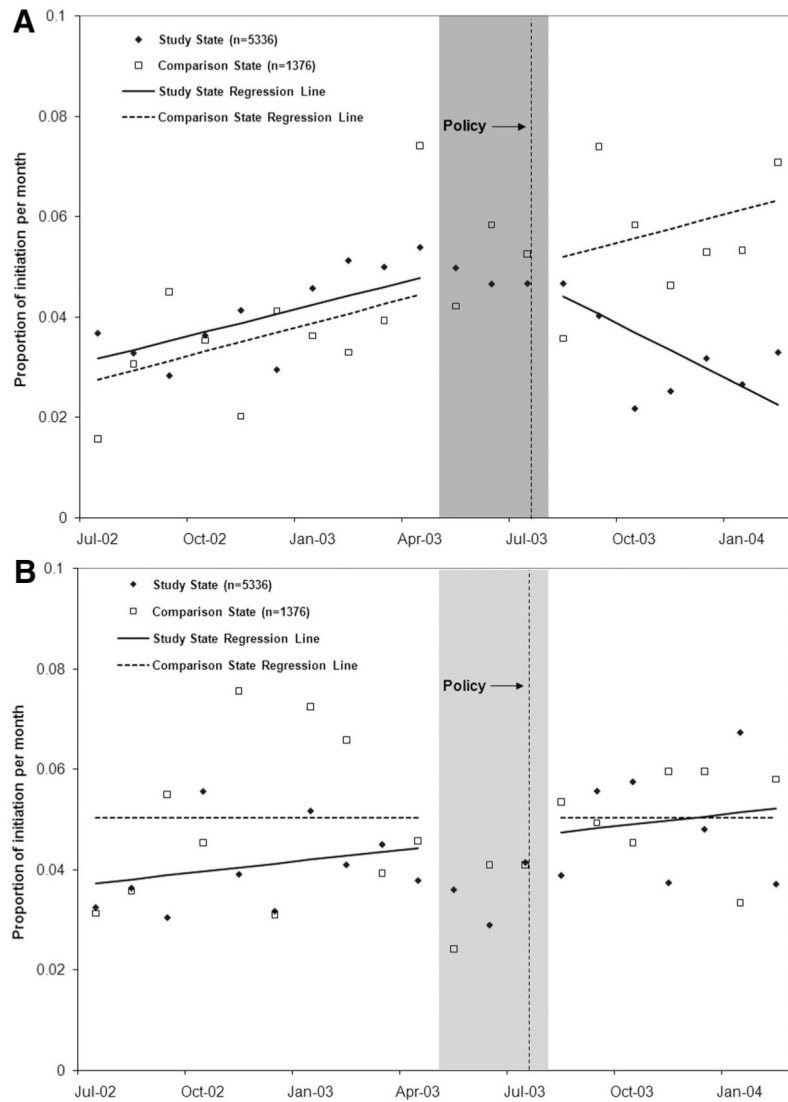 A
0.1
Study State (n=5336)
Comparison State (n=1376)
Study State Regression Line
Comparison State Regression Line
Policy
0.08
0.06
0.04
0.02
0
Proportion of initiation per month
Jul-02 Oct-02 Jan-03 Apr-03 Jul-03 Oct-03 Jan-04
B
0.1
Study State (n=5336)
Comparison State (n=1376)
Study State Regression Line
Comparison State Regression Line
Policy
0.08
0.06
0.04
0.02
0
Proportion of initiation per month
Jul-02 Oct-02 Jan-03 Apr-03 Jul-03 Oct-03 Jan-04